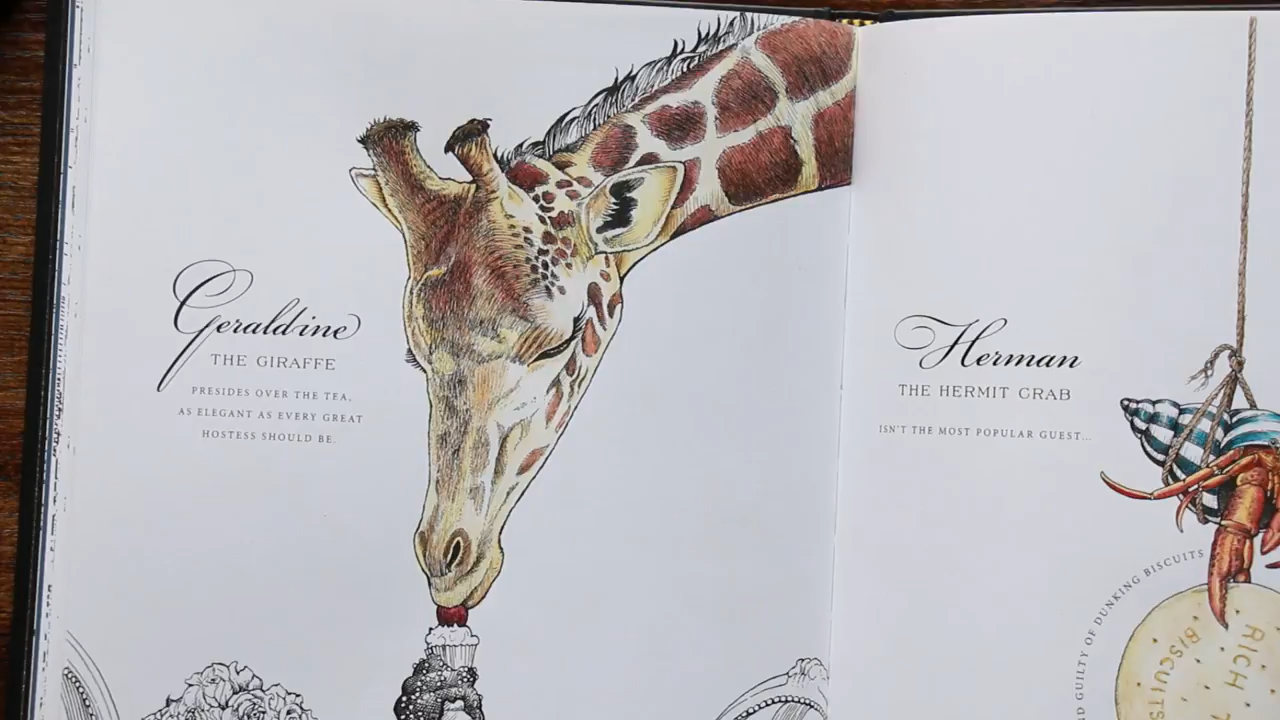 Geraldine
THE GIRAFFE
PRESIDES OVER THE TEA,
AS ELEGANT AS EVERY GREAT
HOSTESS SHOULD BE.
Herman
THE HERMIT CRAB
ISN'T THE MOST POPULAR GUEST...
GUILTY OF DUNKING BISCUITS
RICH
BISCUITS